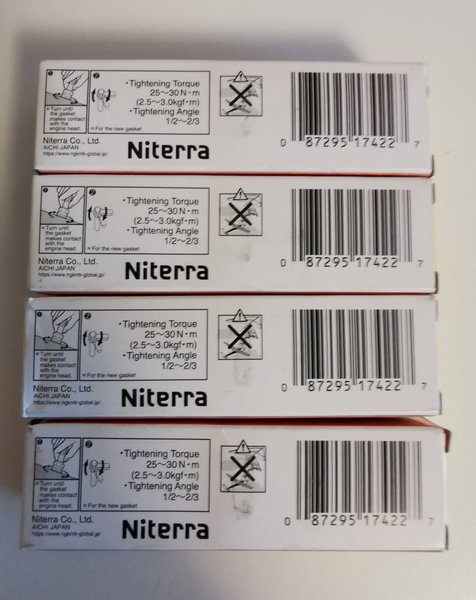 1
2
* Turn until
the gasket
makes contact
with the
engine head.
* For the new gasket
・Tightening Torque
25～30 N・m
(2.5～3.0kgf・m)
・Tightening Angle
1/2～2/3
Niterra Co., Ltd.
AICHI JAPAN
https://www.ngkntk-global.jp/
Niterra
0 87295 17422 7
1
2
* Turn until
the gasket
makes contact
with the
engine head.
* For the new gasket
・Tightening Torque
25～30 N・m
(2.5～3.0kgf・m)
・Tightening Angle
1/2～2/3
Niterra Co., Ltd.
AICHI JAPAN
https://www.ngkntk-global.jp/
Niterra
0 87295 17422 7
1
2
* Turn until
the gasket
makes contact
with the
engine head.
* For the new gasket
・Tightening Torque
25～30 N・m
(2.5～3.0kgf・m)
・Tightening Angle
1/2～2/3
Niterra Co., Ltd.
AICHI JAPAN
https://www.ngkntk-global.jp/
Niterra
0 87295 17422 7
1
2
* Turn until
the gasket
makes contact
with the
engine head.
* For the new gasket
・Tightening Torque
25～30 N・m
(2.5～3.0kgf・m)
・Tightening Angle
1/2～2/3
Niterra Co., Ltd.
AICHI JAPAN
https://www.ngkntk-global.jp/
Niterra
0 87295 17422 7